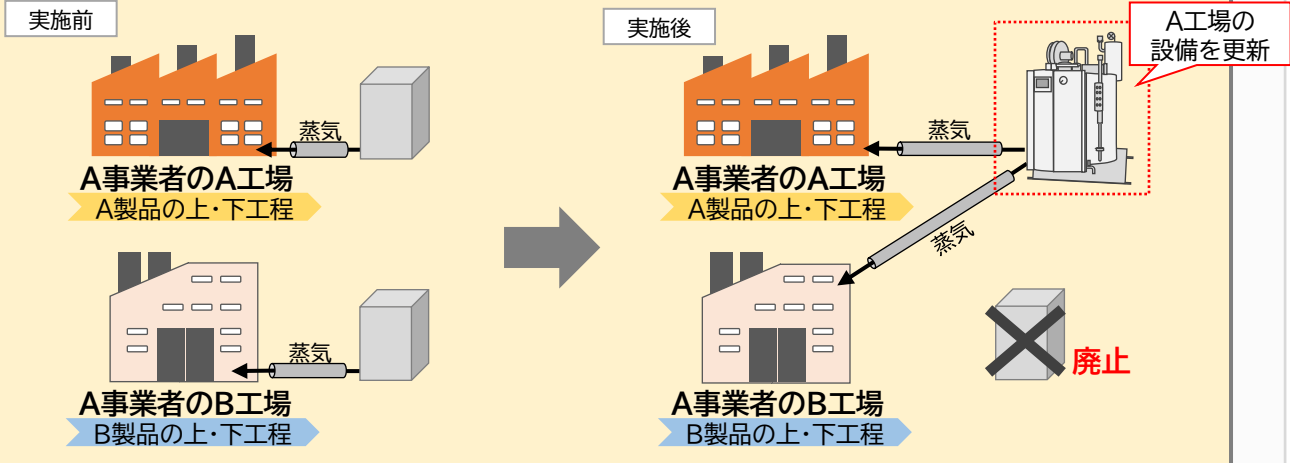 実施前
蒸気
A事業者のA工場
A製品の上・下工程
蒸気
A事業者のB工場
B製品の上・下工程
実施後
A工場の
設備を更新
蒸気
A事業者のA工場
A製品の上・下工程
蒸気
廃止
A事業者のB工場
B製品の上・下工程